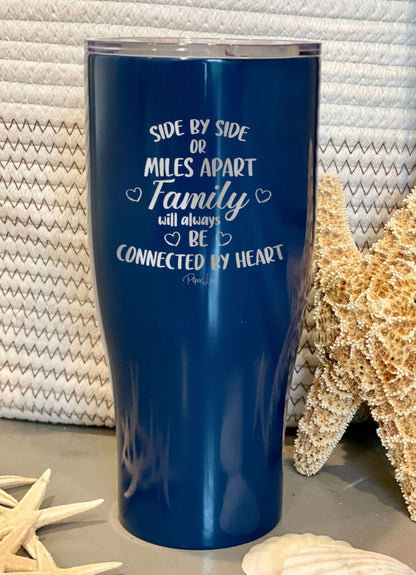 SIDE BY SIDE
OR
MILES APART
Family
will always
BE
CONNECTED BY HEART